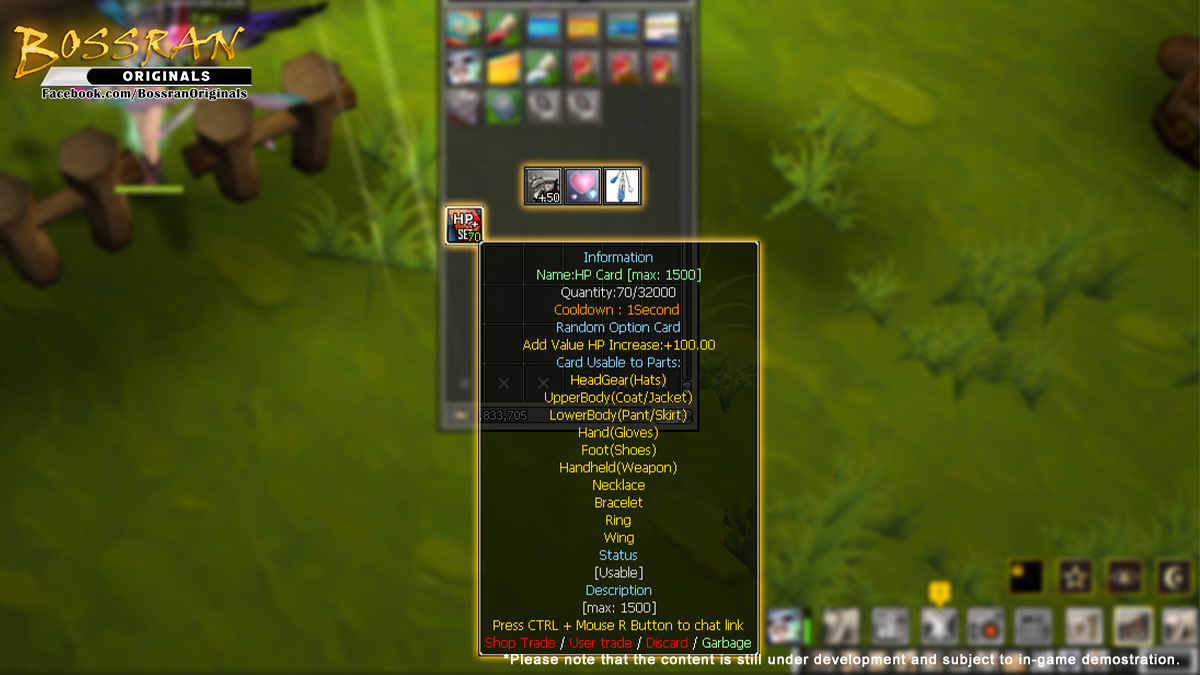 BOSSRAN
ORIGINALS
Facebook.com/BossranOriginals
+50
HP+
SET
70
Information
Name:HP Card [max: 1500]
Quantity:70/32000
Cooldown : 1Second
Random Option Card
Add Value HP Increase:+100.00
Card Usable to Parts:
HeadGear(Hats)
UpperBody(Coat/Jacket)
833,705
LowerBody(Pant/Skirt)
Hand(Gloves)
Foot(Shoes)
Handheld(Weapon)
Necklace
Bracelet
Ring
Wing
Status
[Usable]
Description
[max: 1500]
Press CTRL + Mouse R Button to chat link
Shop Trade / User trade / Discard / Garbage
*Please note that the content is still under development and subject to in-game demostration.